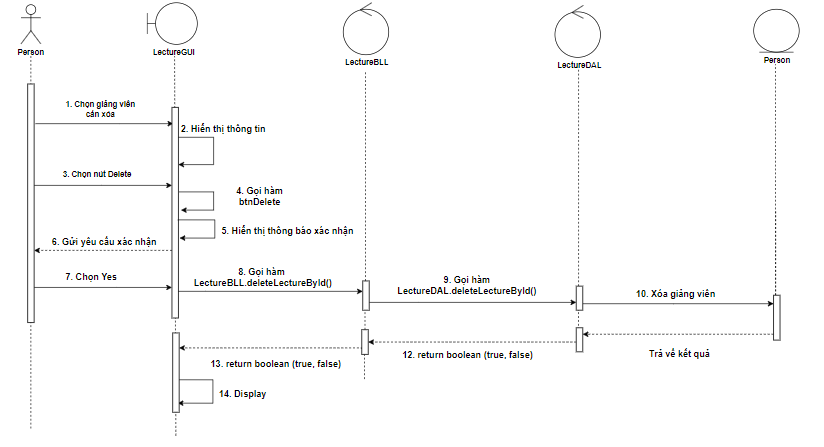 Person
LectureGUI
LectureBLL
LectureDAL
Person
1. Chọn giảng viên
cần xóa
2. Hiển thị thông tin
3. Chọn nút Delete
4. Gọi hàm
btnDelete
5. Hiển thị thông báo xác nhận
6. Gửi yêu cầu xác nhận
7. Chọn Yes
8. Gọi hàm
LectureBLL.deleteLectureById()
9. Gọi hàm
LectureDAL.deleteLectureById()
10. Xóa giảng viên
Trả về kết quả
12. return boolean (true, false)
13. return boolean (true, false)
14. Display